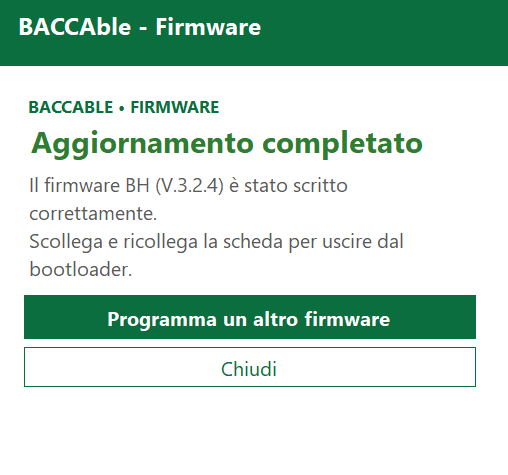 BACCAble - Firmware
BACCABLE • FIRMWARE
Aggiornamento completato
Il firmware BH (V.3.2.4) è stato scritto
correttamente.
Scollega e ricollega la scheda per uscire dal
bootloader.
Programma un altro firmware
Chiudi